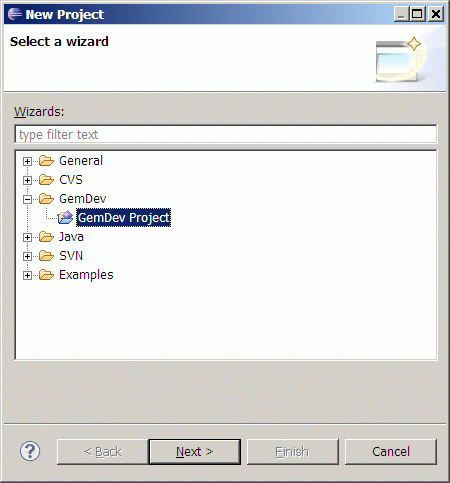 New Project
Select a wizard
Wizards:
type filter text
General
CVS
GemDev
GemDev Project
Java
SVN
Examples
? < Back Next > Finish Cancel